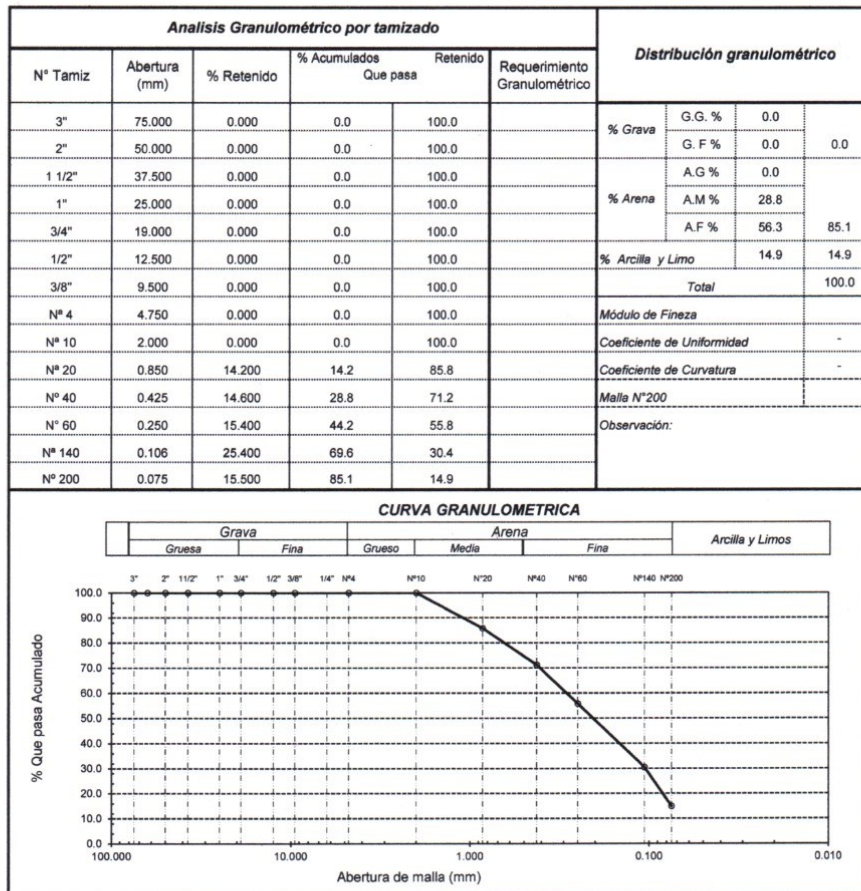 Analisis Granulométrico por tamizado
Distribución granulométrico
N° Tamiz Abertura (mm) % Retenido % Acumulados Retenido Que pasa Requerimiento Granulométrico
3" 75.000 0.000 0.0 100.0
2" 50.000 0.000 0.0 100.0
1 1/2" 37.500 0.000 0.0 100.0
1" 25.000 0.000 0.0 100.0
3/4" 19.000 0.000 0.0 100.0
1/2" 12.500 0.000 0.0 100.0
3/8" 9.500 0.000 0.0 100.0
Nª 4 4.750 0.000 0.0 100.0
Nª 10 2.000 0.000 0.0 100.0
Nª 20 0.850 14.200 14.2 85.8
Nº 40 0.425 14.600 28.8 71.2
N° 60 0.250 15.400 44.2 55.8
Nª 140 0.106 25.400 69.6 30.4
Nº 200 0.075 15.500 85.1 14.9
% Grava G.G. % 0.0
G. F % 0.0 0.0
% Arena A.G % 0.0
A.M % 28.8
A.F % 56.3 85.1
% Arcilla y Limo 14.9 14.9
Total 100.0
Módulo de Fineza
Coeficiente de Uniformidad -
Coeficiente de Curvatura -
Malla N°200
Observación:
CURVA GRANULOMETRICA
Grava Arena Arcilla y Limos
Gruesa Fina Grueso Media Fina
3" 2" 11/2" 1" 3/4" 1/2" 3/8" 1/4" Nª4 Nº10 N°20 N°40 N°60 Nª140 Nª200
100.0
90.0
80.0
70.0
60.0
50.0
40.0
30.0
20.0
10.0
0.0
% Que pasa Acumulado
100.000 10.000 1.000 0.100 0.010
Abertura de malla (mm)